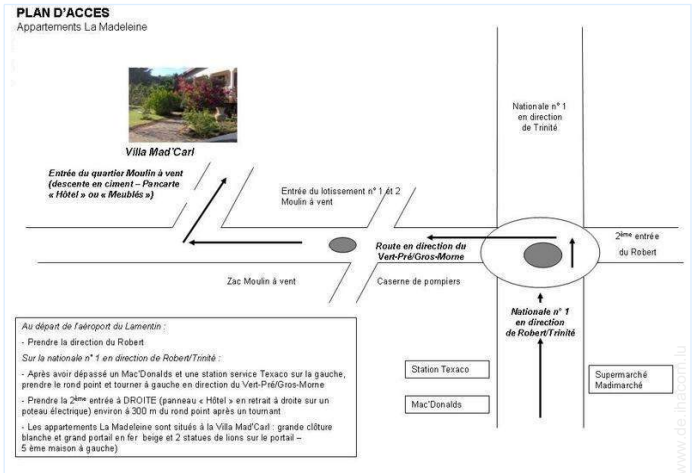 PLAN D'ACCES
Appartements La Madeleine
Nationale n° 1
en direction
de Trinité
Villa Mad'Carl
Entrée du quartier Moulin à vent
(descente en ciment – Pancarte
« Hôtel » ou « Meublés »)
Entrée du lotissement n° 1 et 2
Moulin à vent
Route en direction du
Vert-Pré/Gros-Morne
2ème entrée
du Robert
Zac Moulin à vent
Caserne de pompiers
Nationale n° 1
en direction
de Robert/Trinité
Station Texaco
Mac'Donalds
Supermarché
Madimarché
Au départ de l'aéroport du Lamentin :
- Prendre la direction du Robert
Sur la nationale n° 1 en direction de Robert/Trinité :
- Après avoir dépassé un Mac'Donalds et une station service Texaco sur la gauche,
prendre le rond point et tourner à gauche en direction du Vert-Pré/Gros-Morne
- Prendre la 2ème entrée à DROITE (panneau « Hôtel » en retrait à droite sur un
poteau électrique) environ à 300 m du rond point après un tournant
- Les appartements La Madeleine sont situés à la Villa Mad'Carl : grande clôture
blanche et grand portail en fer beige et 2 statues de lions sur le portail –
5 ème maison à gauche)